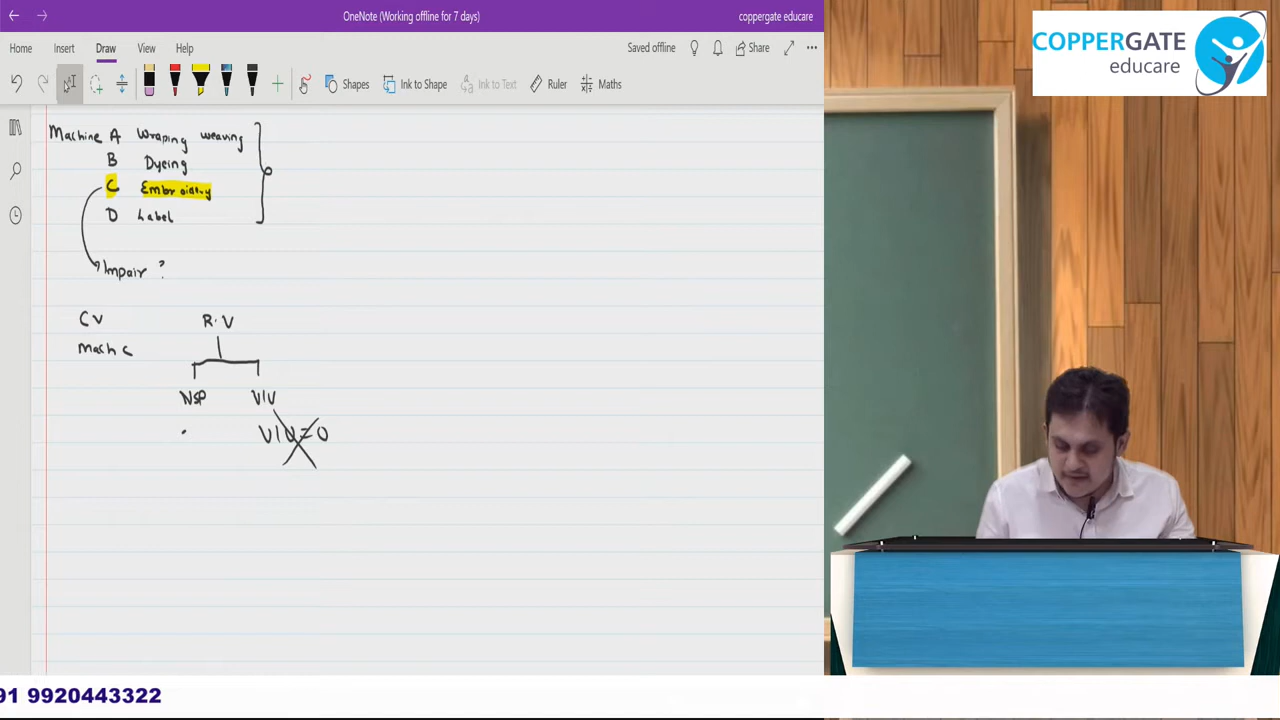 OneNote (Working offline for 7 days)
coppergate educare
Home Insert Draw View Help
Saved offline
Share
Shapes
Ink to Shape
Ink to Text
Ruler
Maths
COPPERGATE
educare
Machine A Wraping weaving
B Dyeing
C Embroidary
D Label
Impair ?
CV R.V
Mach C
NSP VIU
VIU = 0
91 9920443322